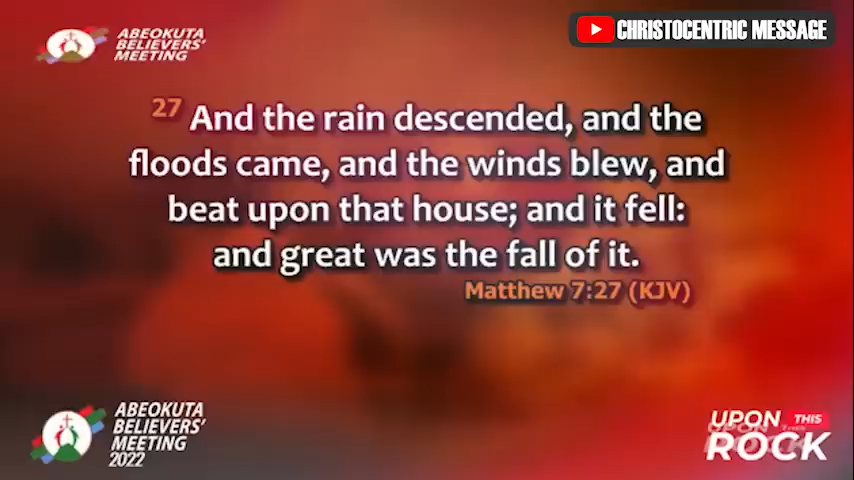 ABEOKUTA
BELIEVERS'
MEETING
CHRISTOCENTRIC MESSAGE
27 And the rain descended, and the
floods came, and the winds blew, and
beat upon that house; and it fell:
and great was the fall of it.
Matthew 7:27 (KJV)
ABEOKUTA
BELIEVERS'
MEETING
2022
UPON THIS
ROCK